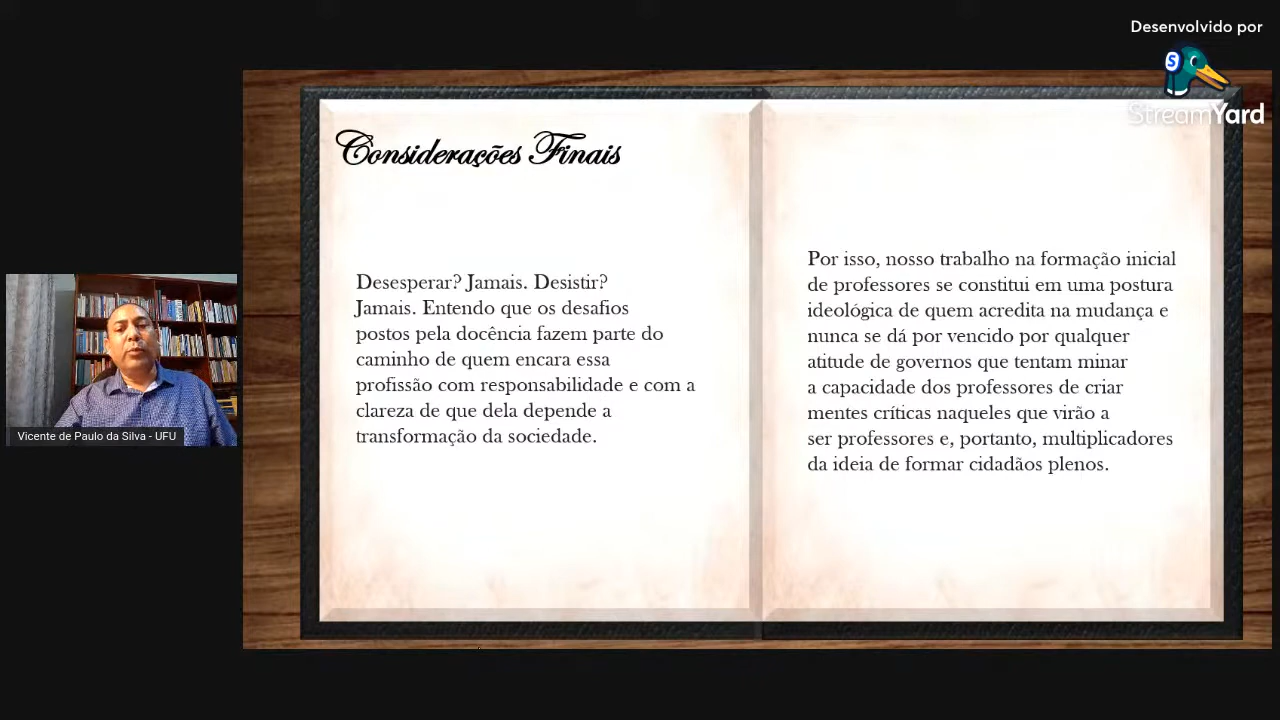 Desenvolvido por
StreamYard
Considerações Finais
Desesperar? Jamais. Desistir?
Jamais. Entendo que os desafios
postos pela docência fazem parte do
caminho de quem encara essa
profissão com responsabilidade e com a
clareza de que dela depende a
transformação da sociedade.
Por isso, nosso trabalho na formação inicial
de professores se constitui em uma postura
ideológica de quem acredita na mudança e
nunca se dá por vencido por qualquer
atitude de governos que tentam minar
a capacidade dos professores de criar
mentes críticas naqueles que virão a
ser professores e, portanto, multiplicadores
da ideia de formar cidadãos plenos.
Vicente de Paulo da Silva - UFU